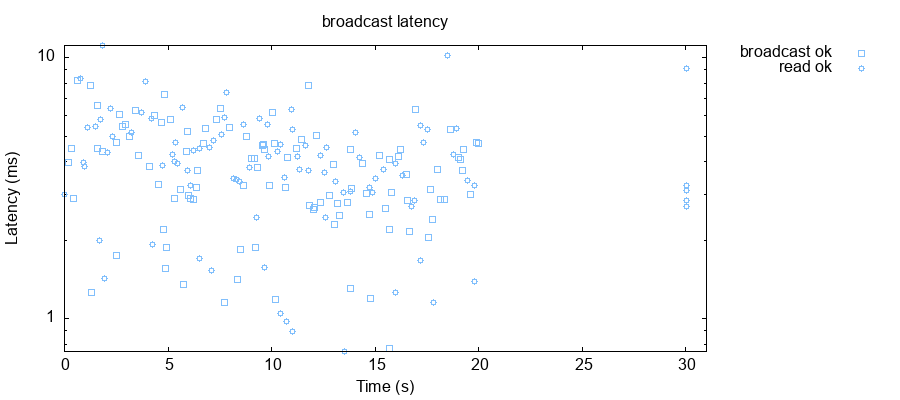 broadcast latency
broadcast ok
read ok
10
1
Latency (ms)
0 5 10 15 20 25 30
Time (s)